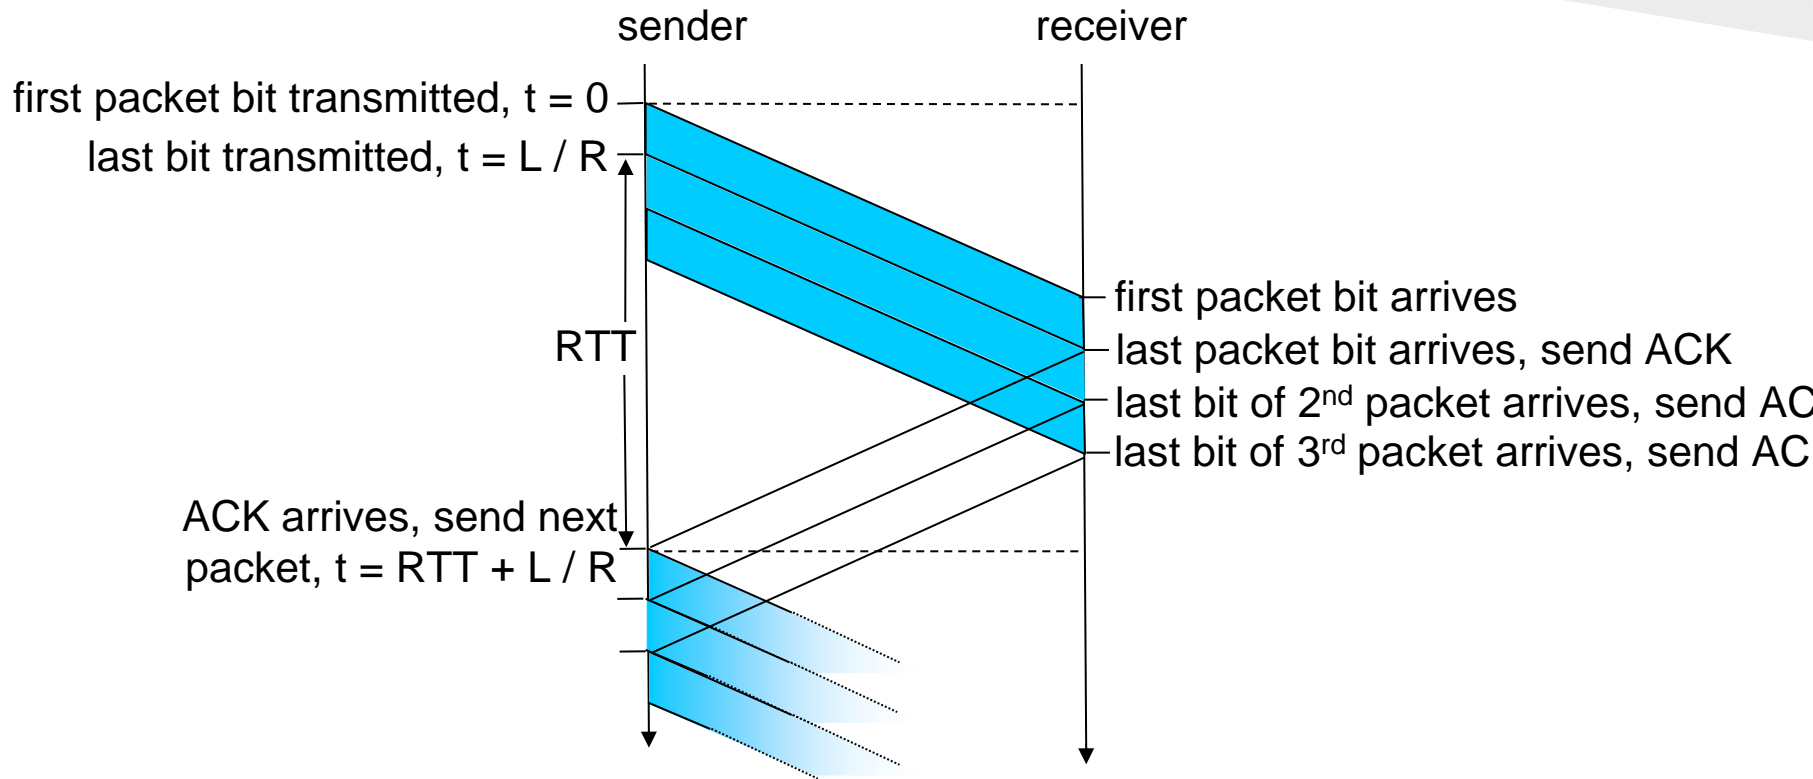 sender
receiver
first packet bit transmitted, t = 0
last bit transmitted, t = L / R
first packet bit arrives
RTT
last packet bit arrives, send ACK
last bit of 2nd packet arrives, send AC
last bit of 3rd packet arrives, send AC
ACK arrives, send next
packet, t = RTT + L / R